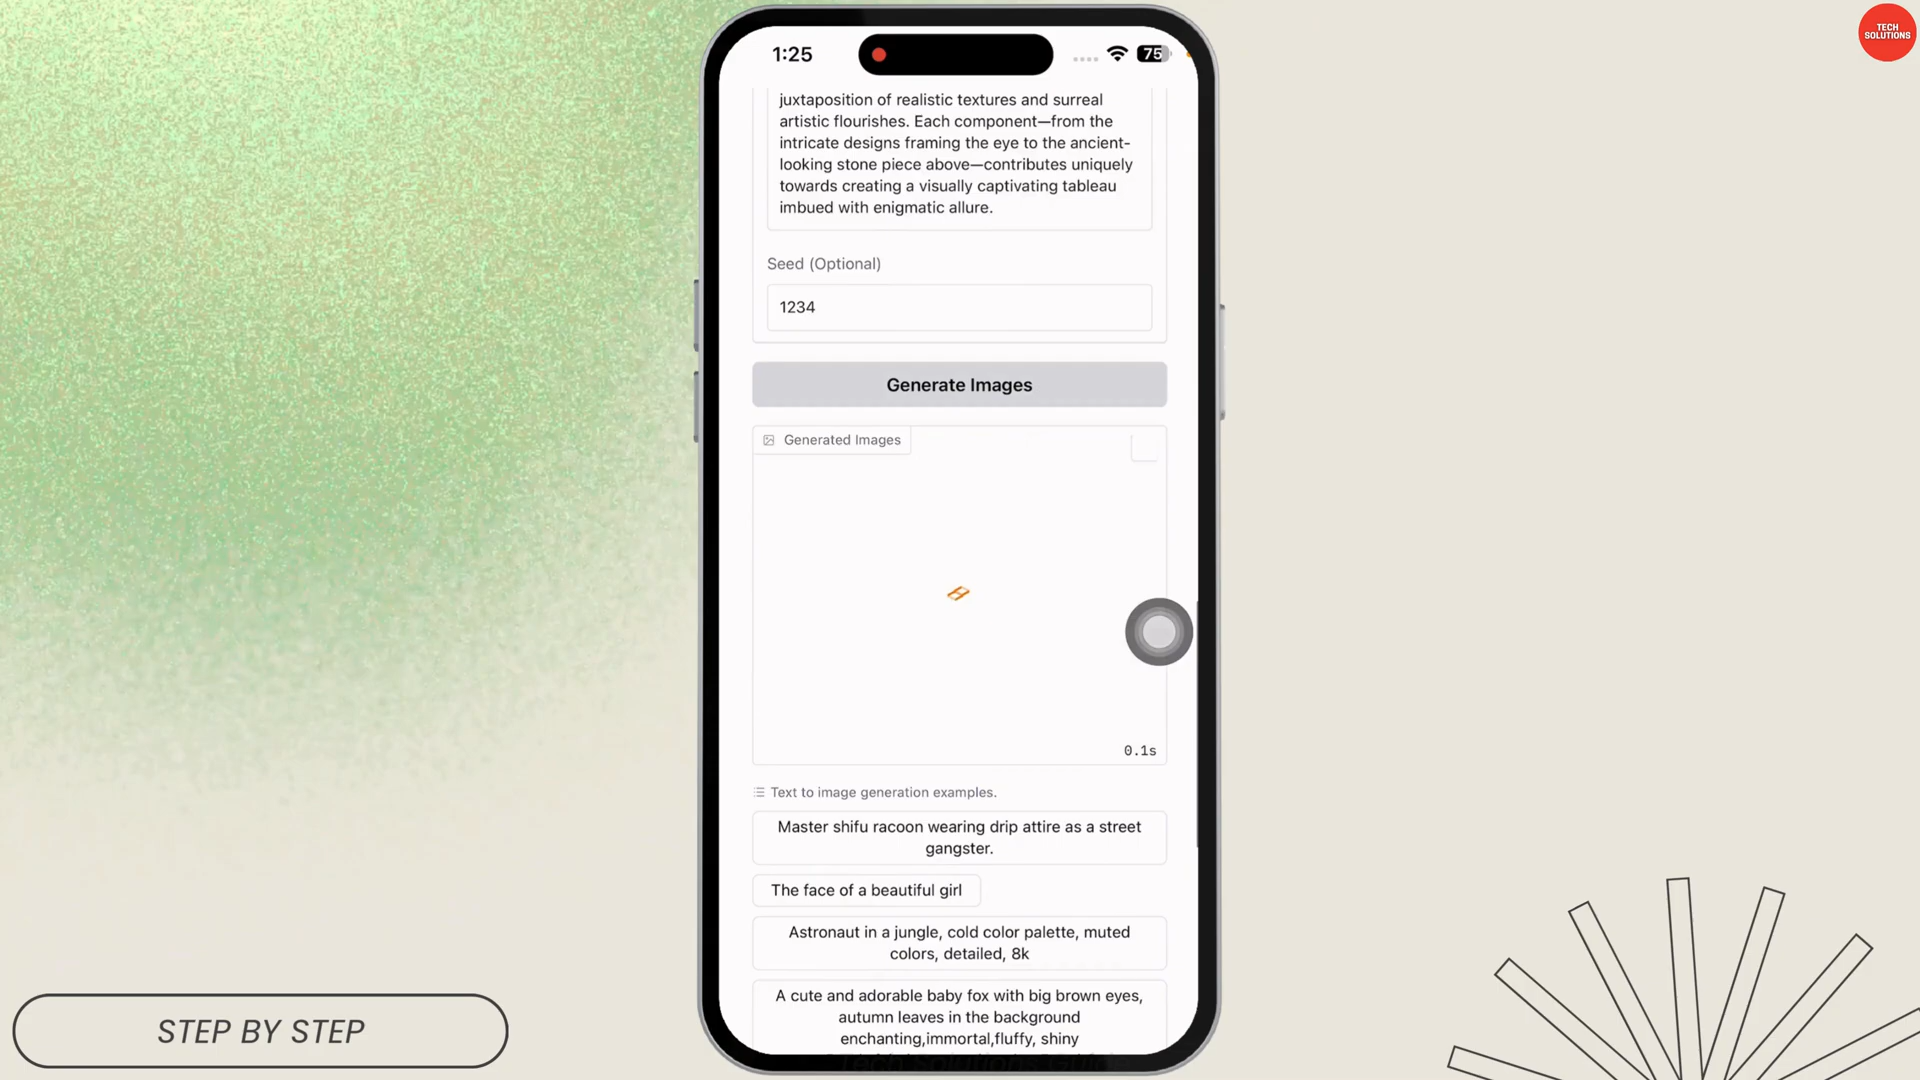 TECH
SOLUTIONS
1:25
75
juxtaposition of realistic textures and surreal
artistic flourishes. Each component—from the
intricate designs framing the eye to the ancient-
looking stone piece above—contributes uniquely
towards creating a visually captivating tableau
imbued with enigmatic allure.
Seed (Optional)
1234
Generate Images
Generated Images
0.1s
Text to image generation examples.
Master shifu racoon wearing drip attire as a street
gangster.
The face of a beautiful girl
Astronaut in a jungle, cold color palette, muted
colors, detailed, 8k
A cute and adorable baby fox with big brown eyes,
autumn leaves in the background
enchanting,immortal,fluffy, shiny
STEP BY STEP